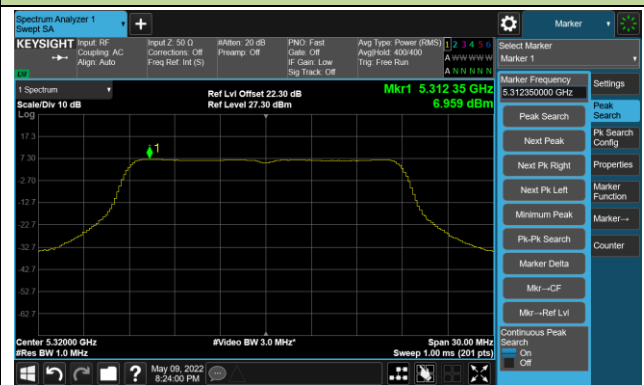 Spectrum Analyzer 1
Swept SA
Marker
KEYSIGHT
Input: RF
Coupling: AC
Align: Auto
Input Z: 50 Ω
Corrections: Off
Freq Ref: Int (S)
#Atten: 20 dB
Preamp: Off
PNO: Fast
Gate: Off
IF Gain: Low
Sig Track: Off
Avg Type: Power (RMS)
Avg|Hold: 400/400
Trig: Free Run
1 2 3 4 5 6
A W W W W W
A N N N N N
LXI
1 Spectrum
Scale/Div 10 dB
Ref Lvl Offset 22.30 dB
Ref Level 27.30 dBm
Mkr1 5.312 35 GHz
6.959 dBm
Log
17.3
7.30
-2.70
-12.7
-22.7
-32.7
-42.7
-52.7
-62.7
1
Center 5.32000 GHz
#Res BW 1.0 MHz
#Video BW 3.0 MHz*
Span 30.00 MHz
Sweep 1.00 ms (201 pts)
May 09, 2022
8:24:00 PM
Select Marker
Marker 1
Marker Frequency
5.312350000 GHz
Peak Search
Next Peak
Next Pk Right
Next Pk Left
Minimum Peak
Pk-Pk Search
Marker Delta
Mkr→CF
Mkr→Ref Lvl
Continuous Peak
Search
On
Off
Settings
Peak
Search
Pk Search
Config
Properties
Marker
Function
Marker→
Counter